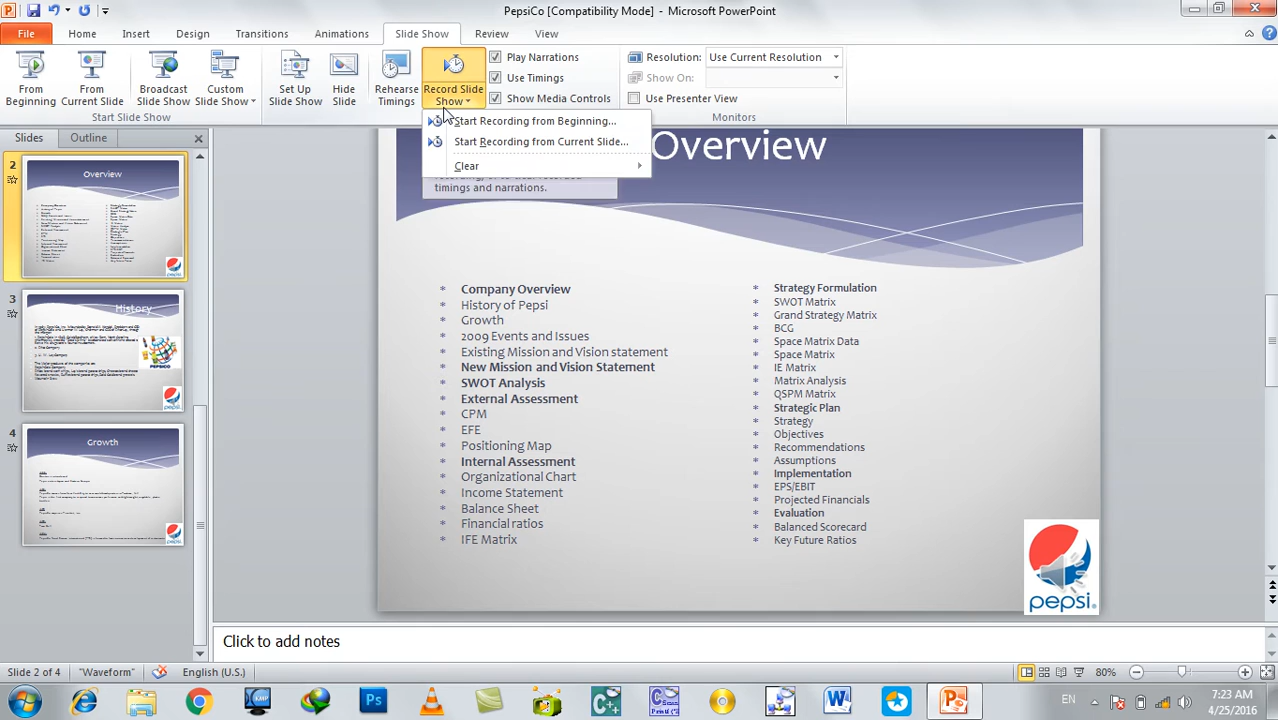 PepsiCo [Compatibility Mode] - Microsoft PowerPoint
File Home Insert Design Transitions Animations Slide Show Review View
From Beginning
From Current Slide
Broadcast Slide Show
Custom Slide Show
Set Up Slide Show
Hide Slide
Rehearse Timings
Record Slide Show
Play Narrations
Use Timings
Show Media Controls
Resolution: Use Current Resolution
Show On:
Use Presenter View
Start Slide Show
Monitors
Start Recording from Beginning...
Start Recording from Current Slide...
Clear
timings and narrations.
Slides Outline
2
Overview
3
History
PEPSICO
4
Growth
Overview
* Company Overview
* History of Pepsi
* Growth
* 2009 Events and Issues
* Existing Mission and Vision statement
* New Mission and Vision Statement
* SWOT Analysis
* External Assessment
* CPM
* EFE
* Positioning Map
* Internal Assessment
* Organizational Chart
* Income Statement
* Balance Sheet
* Financial ratios
* IFE Matrix
* Strategy Formulation
* SWOT Matrix
* Grand Strategy Matrix
* BCG
* Space Matrix Data
* Space Matrix
* IE Matrix
* Matrix Analysis
* QSPM Matrix
* Strategic Plan
* Strategy
* Objectives
* Recommendations
* Assumptions
* Implementation
* EPS/EBIT
* Projected Financials
* Evaluation
* Balanced Scorecard
* Key Future Ratios
pepsi
Click to add notes
Slide 2 of 4 "Waveform" English (U.S.) 80%
EN
7:23 AM
4/25/2016